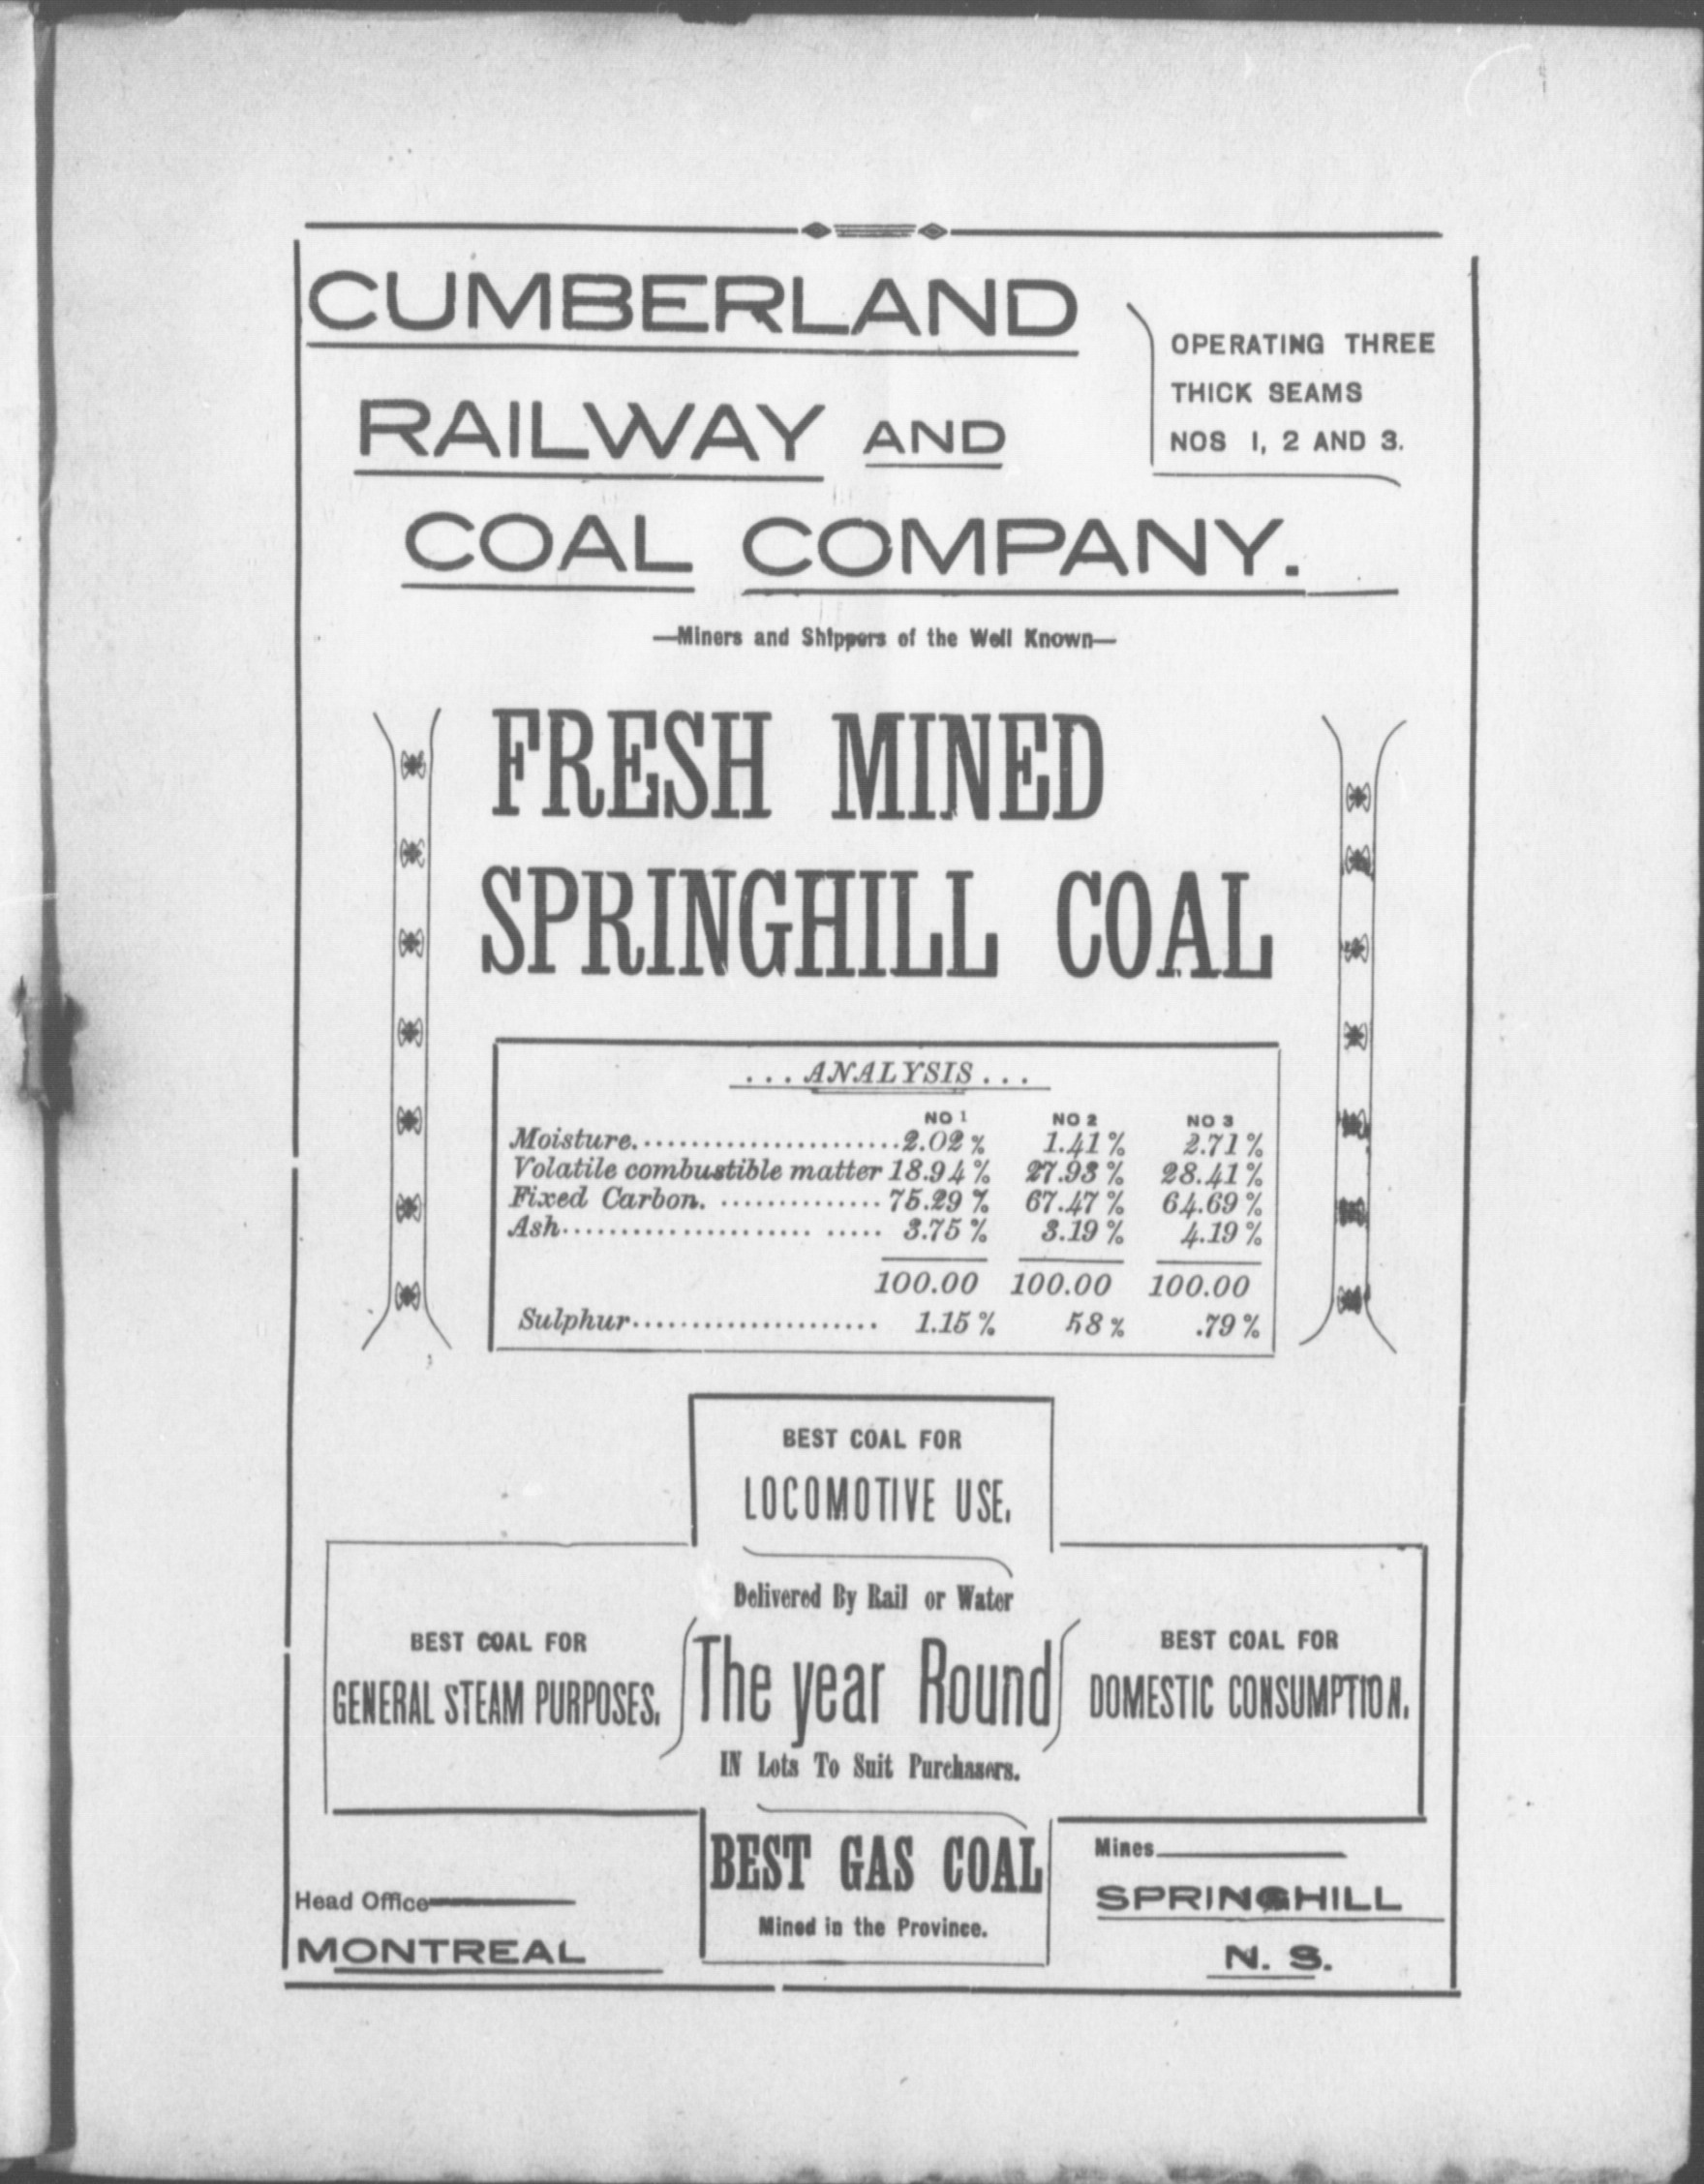 CUMBERLAND
RAILWAY AND
COAL COMPANY.
OPERATING THREE
THICK SEAMS
NOS 1, 2 AND 3.
—Miners and Shippers of the Well Known—
FRESH MINED
SPRINGHILL COAL
... ANALYSIS ...
NO 1 NO 2 NO 3
Moisture........................2.02% 1.41% 2.71%
Volatile combustible matter 18.94% 27.93% 28.41%
Fixed Carbon. .............. 75.29% 67.47% 64.69%
Ash..................... ..... 3.75% 3.19% 4.19%
100.00 100.00 100.00
Sulphur..................... 1.15% 58% .79%
BEST COAL FOR
LOCOMOTIVE USE,
BEST COAL FOR
GENERAL STEAM PURPOSES,
Delivered By Rail or Water
The year Round
IN Lots To Suit Purchasers.
BEST COAL FOR
DOMESTIC CONSUMPTION,
BEST GAS COAL
Mined in the Province.
Head Office
MONTREAL
Mines
SPRINGHILL
N. S.